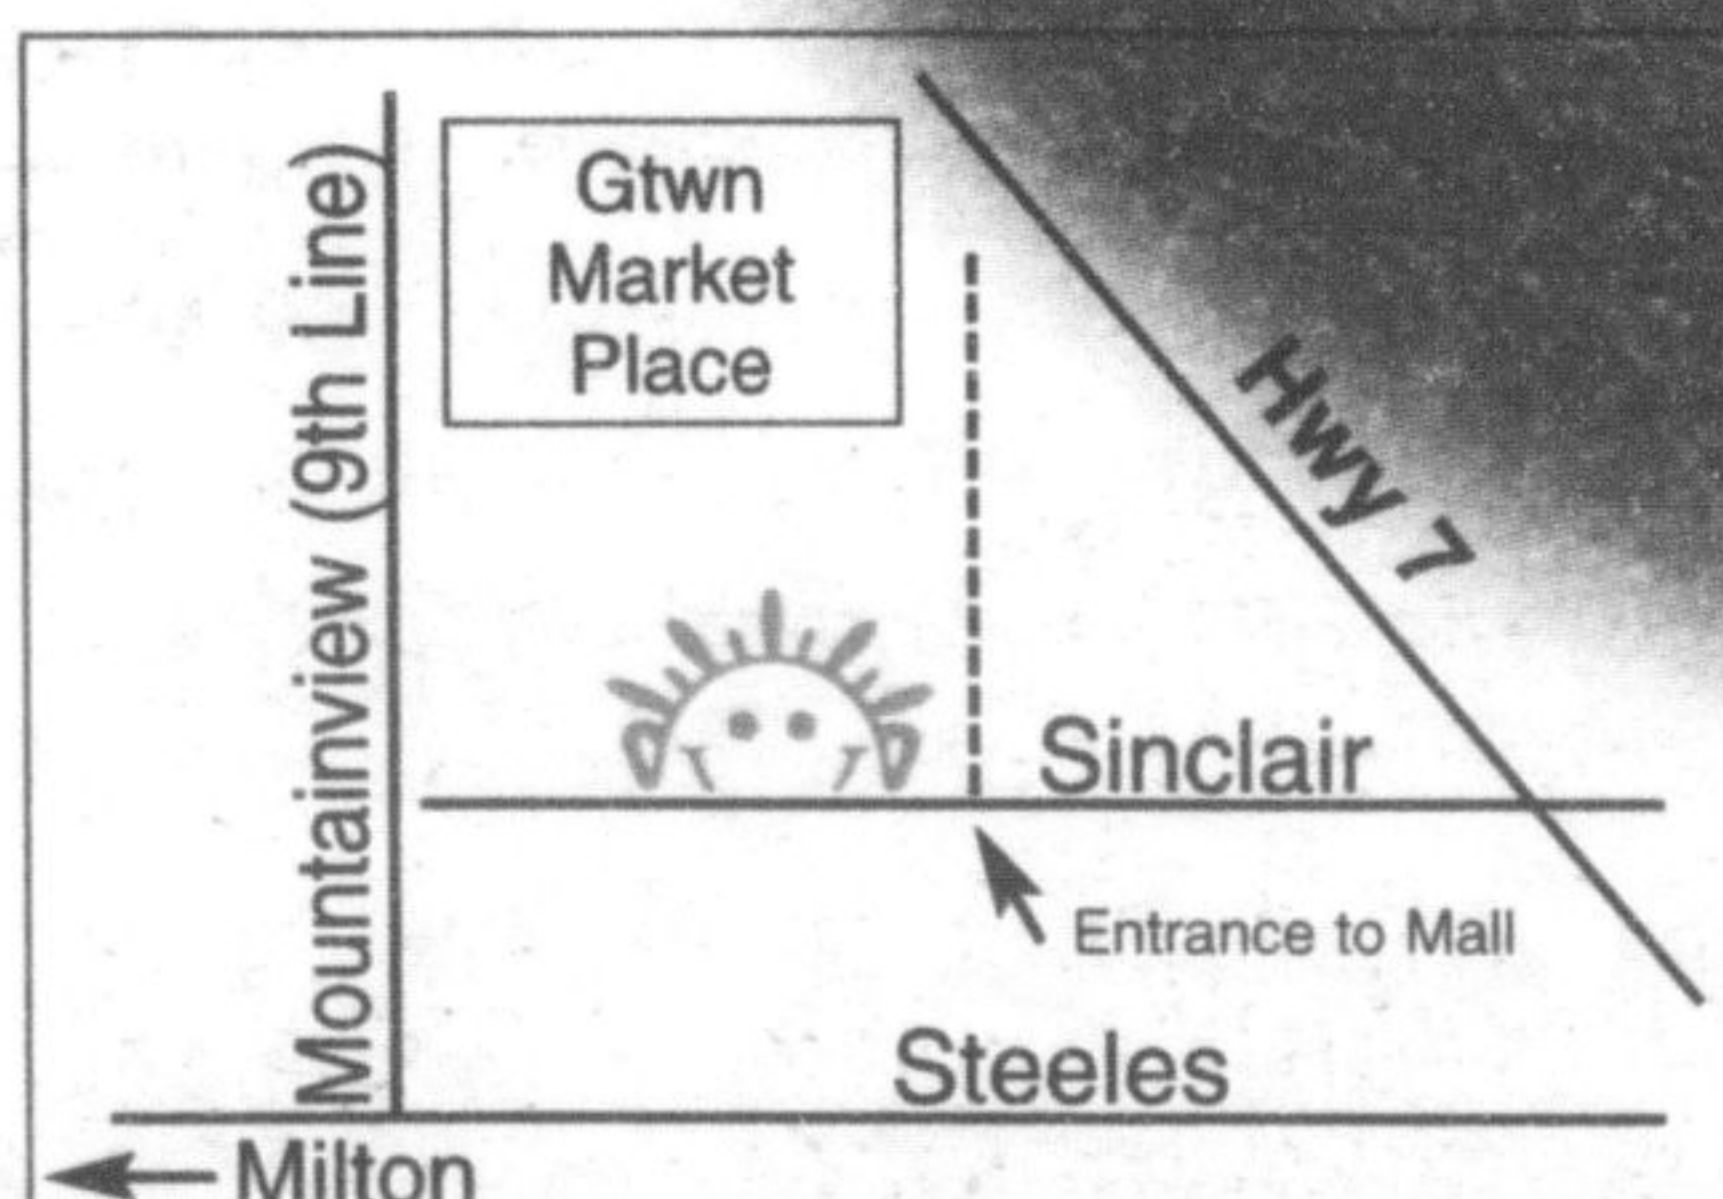 Gtwn
Market
Place
Mountainview (9th Line)
Hwy 7
Sinclair
Entrance to Mall
Steeles
Milton